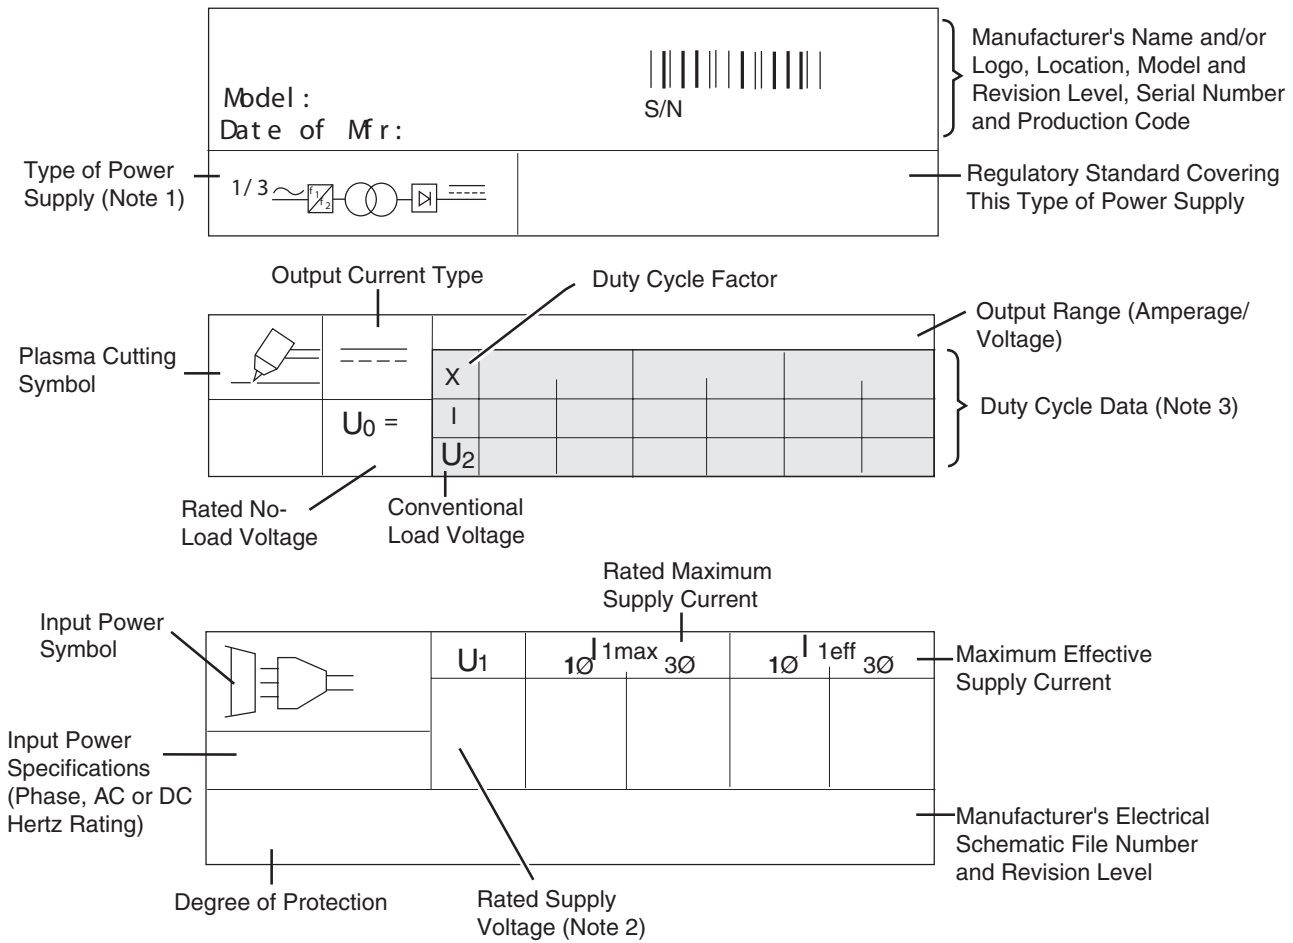 Manufacturer's Name and/or
Logo, Location, Model and
Revision Level, Serial Number
and Production Code
Model :
Date of Mfr:
S/N
Type of Power
Supply (Note 1)
1/3
f1
f2
Regulatory Standard Covering
This Type of Power Supply
Output Current Type
Duty Cycle Factor
Output Range (Amperage/
Voltage)
Plasma Cutting
Symbol
X
I
U2
U0 =
Duty Cycle Data (Note 3)
Rated No-
Load Voltage
Conventional
Load Voltage
Rated Maximum
Supply Current
Input Power
Symbol
U1
1Ø I 1max 3Ø
1Ø I 1eff 3Ø
Maximum Effective
Supply Current
Input Power
Specifications
(Phase, AC or DC
Hertz Rating)
Manufacturer's Electrical
Schematic File Number
and Revision Level
Degree of Protection
Rated Supply
Voltage (Note 2)